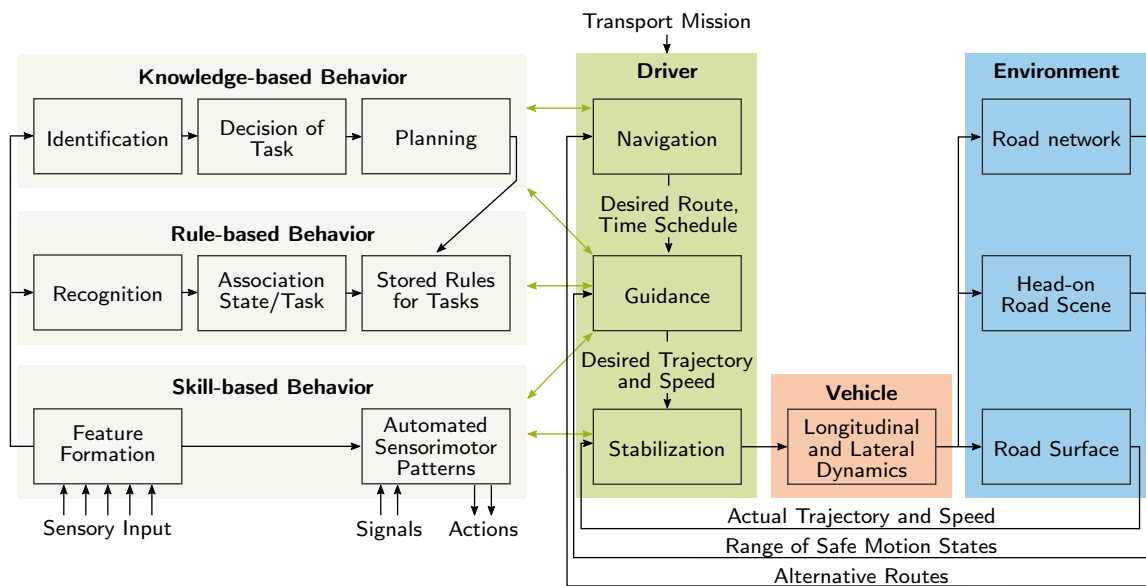 Transport Mission
Knowledge-based Behavior
Identification
Decision of
Task
Planning
Rule-based Behavior
Recognition
Association
State/Task
Stored Rules
for Tasks
Skill-based Behavior
Feature
Formation
Automated
Sensorimotor
Patterns
Sensory Input
Signals
Actions
Driver
Navigation
Desired Route,
Time Schedule
Guidance
Desired Trajectory
and Speed
Stabilization
Vehicle
Longitudinal
and Lateral
Dynamics
Environment
Road network
Head-on
Road Scene
Road Surface
Actual Trajectory and Speed
Range of Safe Motion States
Alternative Routes